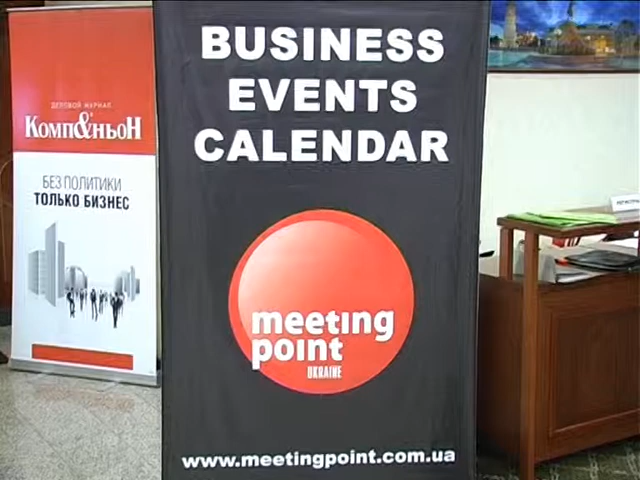 ДЕЛОВОЙ ЖУРНАЛ
Комп&ньоН
БЕЗ ПОЛИТИКИ
ТОЛЬКО БИЗНЕС
BUSINESS
EVENTS
CALENDAR
meeting
point
UKRAINE
www.meetingpoint.com.ua